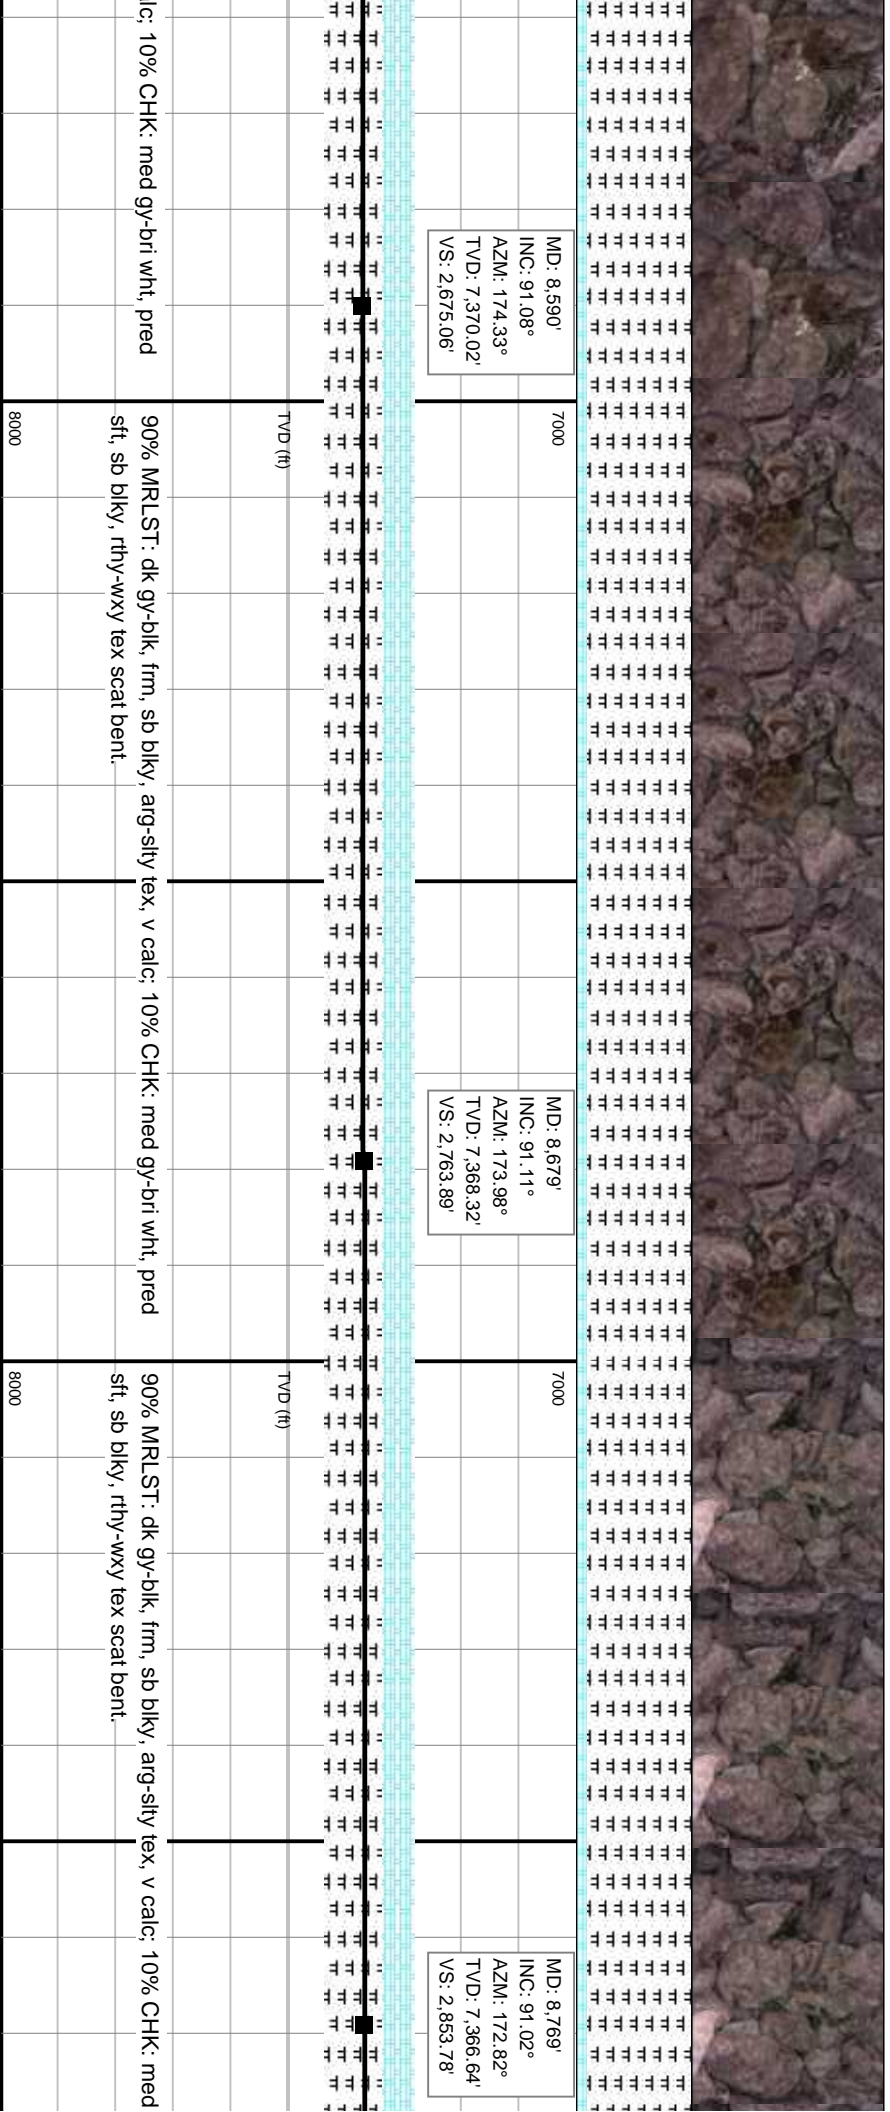 MD: 8,590'
INC: 91.08°
AZM: 174.33°
TVD: 7,370.02'
VS: 2,675.06'
MD: 8,679'
INC: 91.11°
AZM: 173.98°
TVD: 7,368.32'
VS: 2,763.89'
MD: 8,769'
INC: 91.02°
AZM: 172.82°
TVD: 7,366.64'
VS: 2,853.78'
7000
7000
TVD (ft)
TVD (ft)
lc; 10% CHK: med gy-bri wht, pred
90% MRLST: dk gy-blk, frm, sb blky, arg-slty tex, v calc; 10% CHK: med gy-bri wht, pred
sft, sb blky, rthy-wxy tex scat bent.
90% MRLST: dk gy-blk, frm, sb blky, arg-slty tex, v calc; 10% CHK: med
sft, sb blky, rthy-wxy tex scat bent.
8000
8000